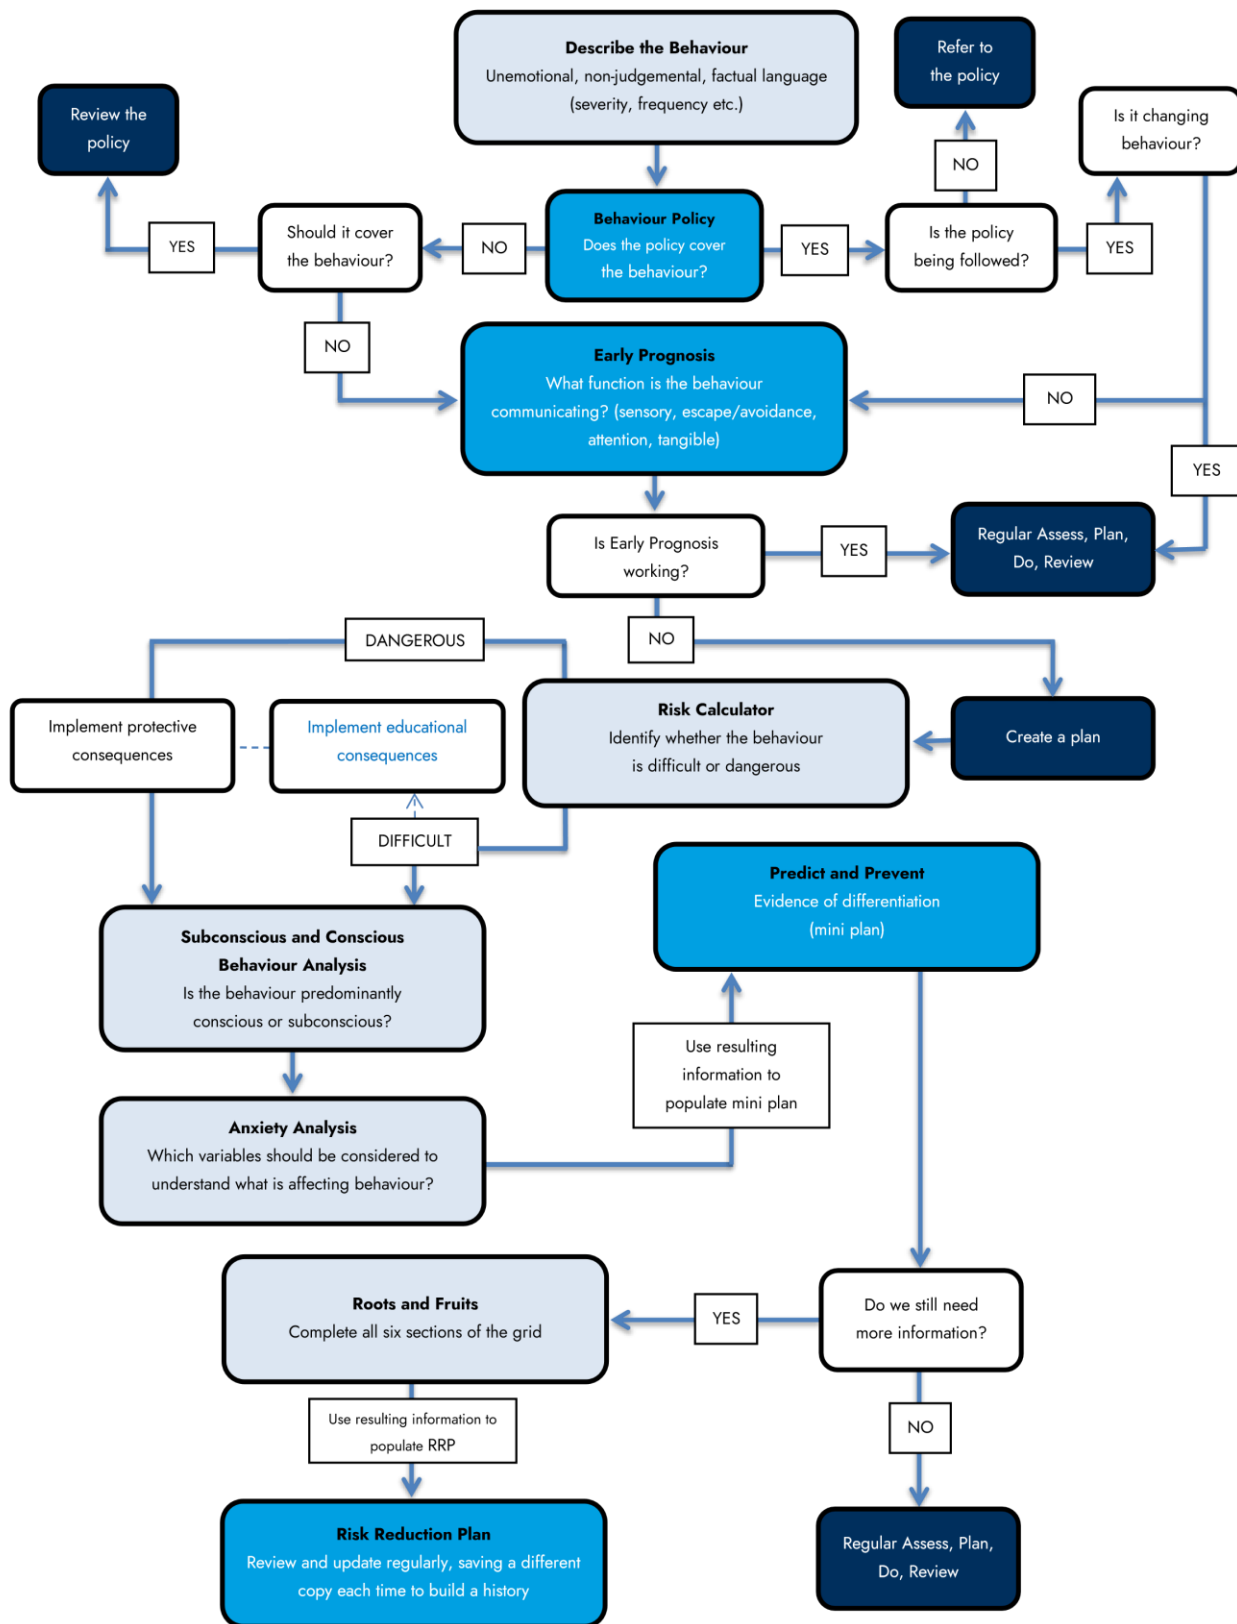 Describe the Behaviour
Unemotional, non-judgemental, factual language
(severity, frequency etc.)
Refer to
the policy
Review the
policy
Is it changing
behaviour?
NO
YES
Should it cover
the behaviour?
NO
Behaviour Policy
Does the policy cover
the behaviour?
YES
Is the policy
being followed?
YES
NO
Early Prognosis
What function is the behaviour
communicating? (sensory, escape/avoidance,
attention, tangible)
NO
YES
Is Early Prognosis
working?
YES
Regular Assess, Plan,
Do, Review
NO
DANGEROUS
Implement protective
consequences
Implement educational
consequences
Risk Calculator
Identify whether the behaviour
is difficult or dangerous
Create a plan
DIFFICULT
Predict and Prevent
Evidence of differentiation
(mini plan)
Subconscious and Conscious
Behaviour Analysis
Is the behaviour predominantly
conscious or subconscious?
Use resulting
information to
populate mini plan
Anxiety Analysis
Which variables should be considered to
understand what is affecting behaviour?
Roots and Fruits
Complete all six sections of the grid
YES
Do we still need
more information?
Use resulting information to
populate RRP
NO
Risk Reduction Plan
Review and update regularly, saving a different
copy each time to build a history
Regular Assess, Plan,
Do, Review